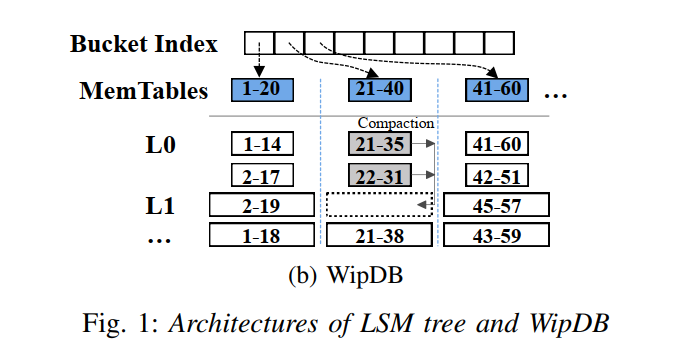 Bucket Index
MemTables 1-20 21-40 41-60 ...
Compaction
L0 1-14 21-35 41-60
2-17 22-31 42-51
L1 2-19 45-57
... 1-18 21-38 43-59
(b) WipDB
Fig. 1: Architectures of LSM tree and WipDB